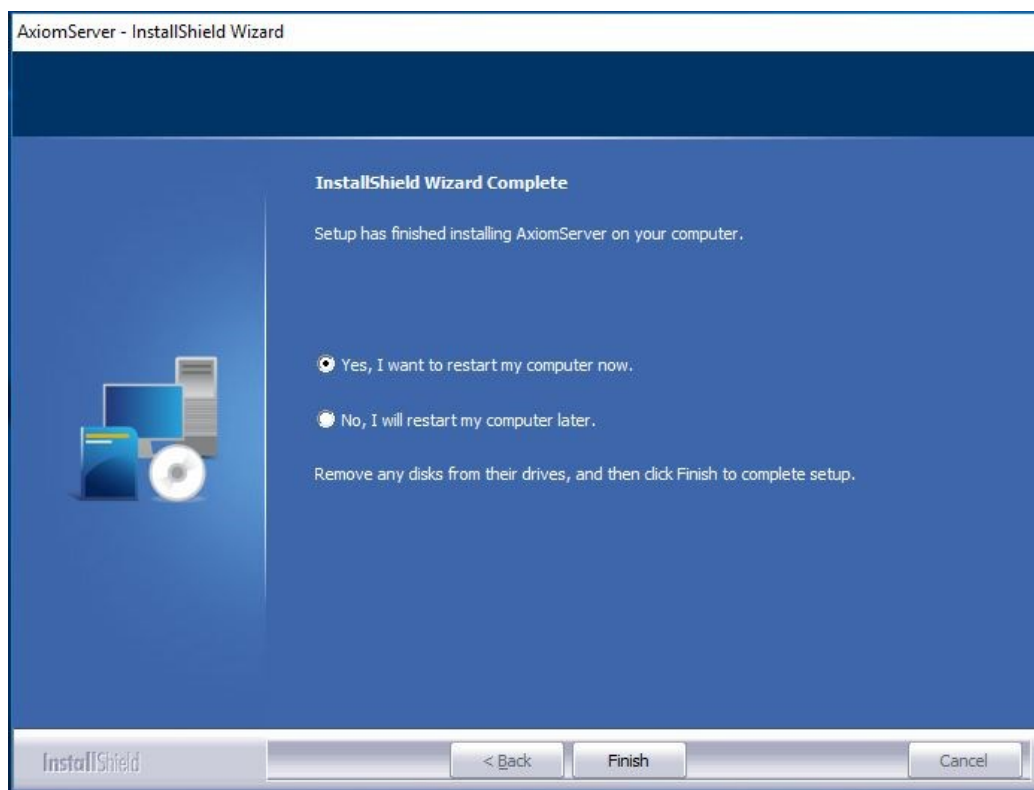 AxiomServer - InstallShield Wizard
InstallShield Wizard Complete
Setup has finished installing AxiomServer on your computer.
Yes, I want to restart my computer now.
No, I will restart my computer later.
Remove any disks from their drives, and then click Finish to complete setup.
InstallShield
< Back
Finish
Cancel